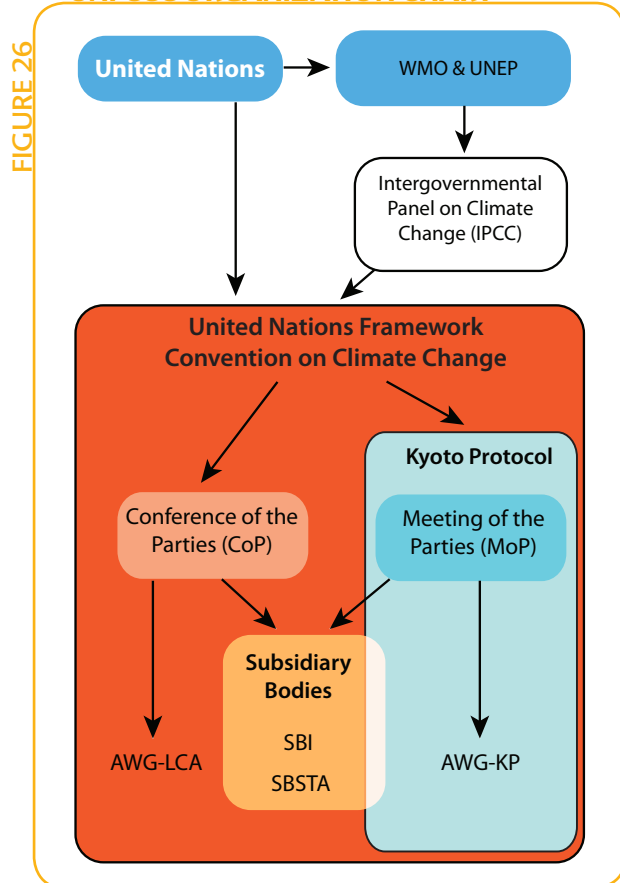 FIGURE 26
United Nations
WMO & UNEP
Intergovernmental
Panel on Climate
Change (IPCC)
United Nations Framework
Convention on Climate Change
Kyoto Protocol
Conference of the
Parties (CoP)
Meeting of the
Parties (MoP)
Subsidiary
Bodies
SBI
SBSTA
AWG-LCA
AWG-KP